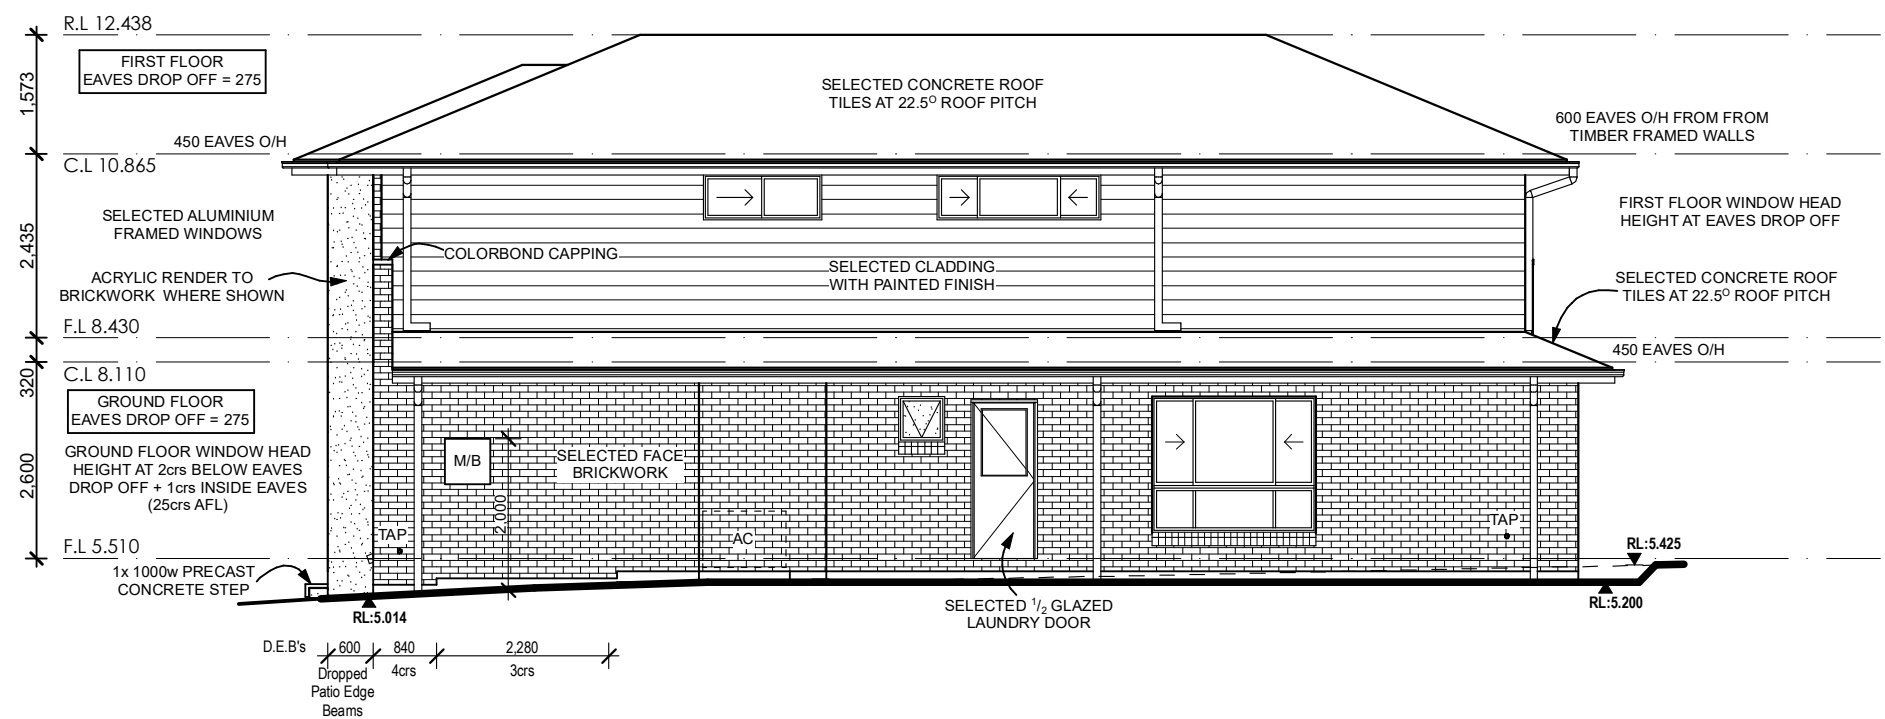 R.L 12.438
FIRST FLOOR
EAVES DROP OFF = 275
1,573
SELECTED CONCRETE ROOF
TILES AT 22.5O ROOF PITCH
600 EAVES O/H FROM FROM
TIMBER FRAMED WALLS
450 EAVES O/H
C.L 10.865
SELECTED ALUMINIUM
FRAMED WINDOWS
FIRST FLOOR WINDOW HEAD
HEIGHT AT EAVES DROP OFF
2,435
COLORBOND CAPPING
SELECTED CLADDING
WITH PAINTED FINISH
ACRYLIC RENDER TO
BRICKWORK WHERE SHOWN
SELECTED CONCRETE ROOF
TILES AT 22.5O ROOF PITCH
F.L 8.430
450 EAVES O/H
320
C.L 8.110
GROUND FLOOR
EAVES DROP OFF = 275
GROUND FLOOR WINDOW HEAD
HEIGHT AT 2crs BELOW EAVES
DROP OFF + 1crs INSIDE EAVES
(25crs AFL)
2,600
M/B
SELECTED FACE
BRICKWORK
2,000
TAP
AC
TAP
F.L 5.510
1x 1000w PRECAST
CONCRETE STEP
RL:5.425
RL:5.014
SELECTED 1/2 GLAZED
LAUNDRY DOOR
RL:5.200
D.E.B's 600 840 2,280
4crs 3crs
Dropped
Patio Edge
Beams